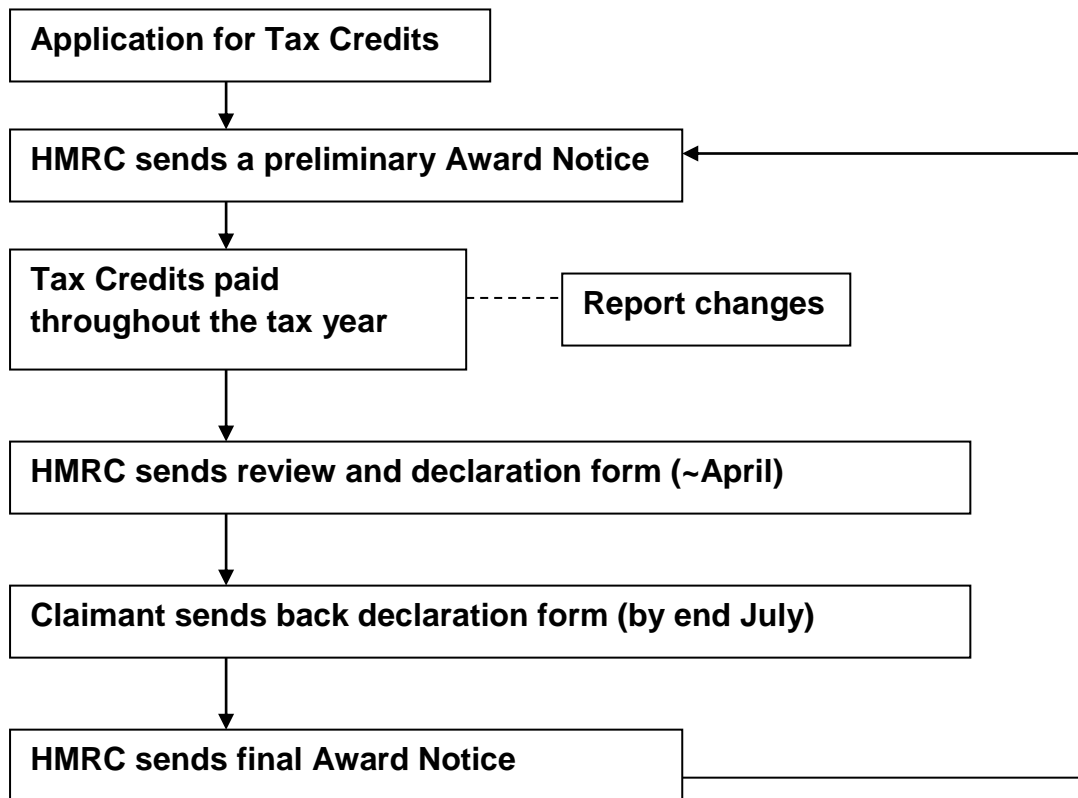 Application for Tax Credits
HMRC sends a preliminary Award Notice
Tax Credits paid
throughout the tax year
Report changes
HMRC sends review and declaration form (~April)
Claimant sends back declaration form (by end July)
HMRC sends final Award Notice